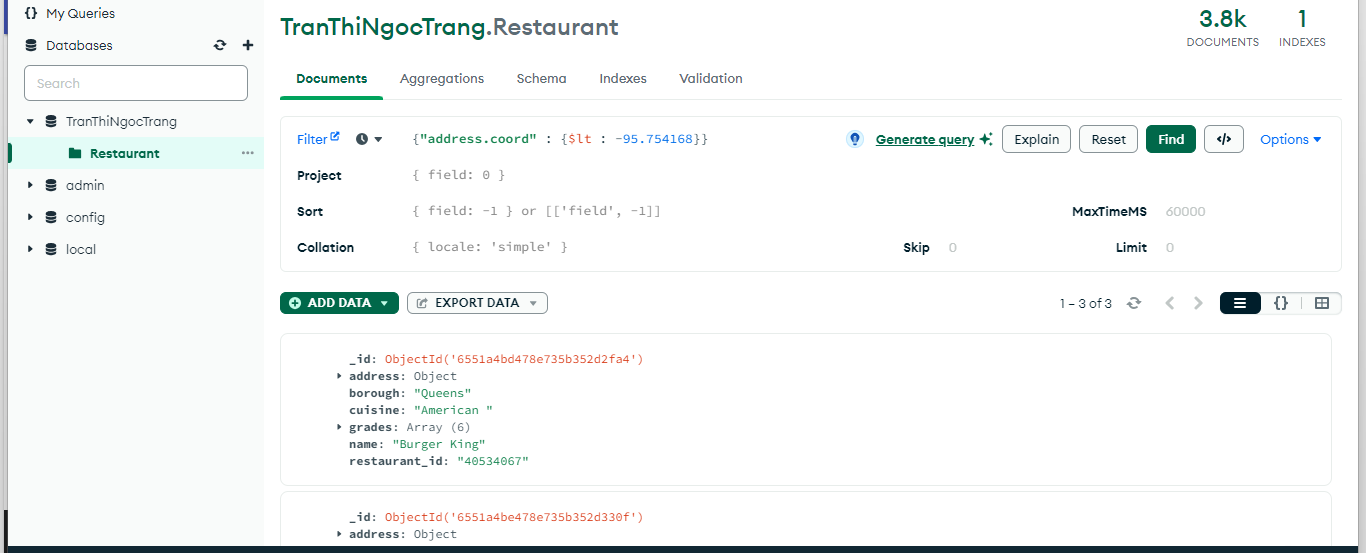 {} My Queries
Databases
Search
TranThiNgocTrang
Restaurant
admin
config
local
TranThiNgocTrang.Restaurant
3.8k
DOCUMENTS
1
INDEXES
Documents Aggregations Schema Indexes Validation
Filter {"address.coord" : {$lt : -95.754168}} Generate query Explain Reset Find </> Options
Project { field: 0 }
Sort { field: -1 } or [['field', -1]] MaxTimeMS 60000
Collation { locale: 'simple' } Skip 0 Limit 0
ADD DATA EXPORT DATA 1 – 3 of 3 {}
_id: ObjectId('6551a4bd478e735b352d2fa4')
address: Object
borough: "Queens"
cuisine: "American "
grades: Array (6)
name: "Burger King"
restaurant_id: "40534067"
_id: ObjectId('6551a4be478e735b352d330f')
address: Object